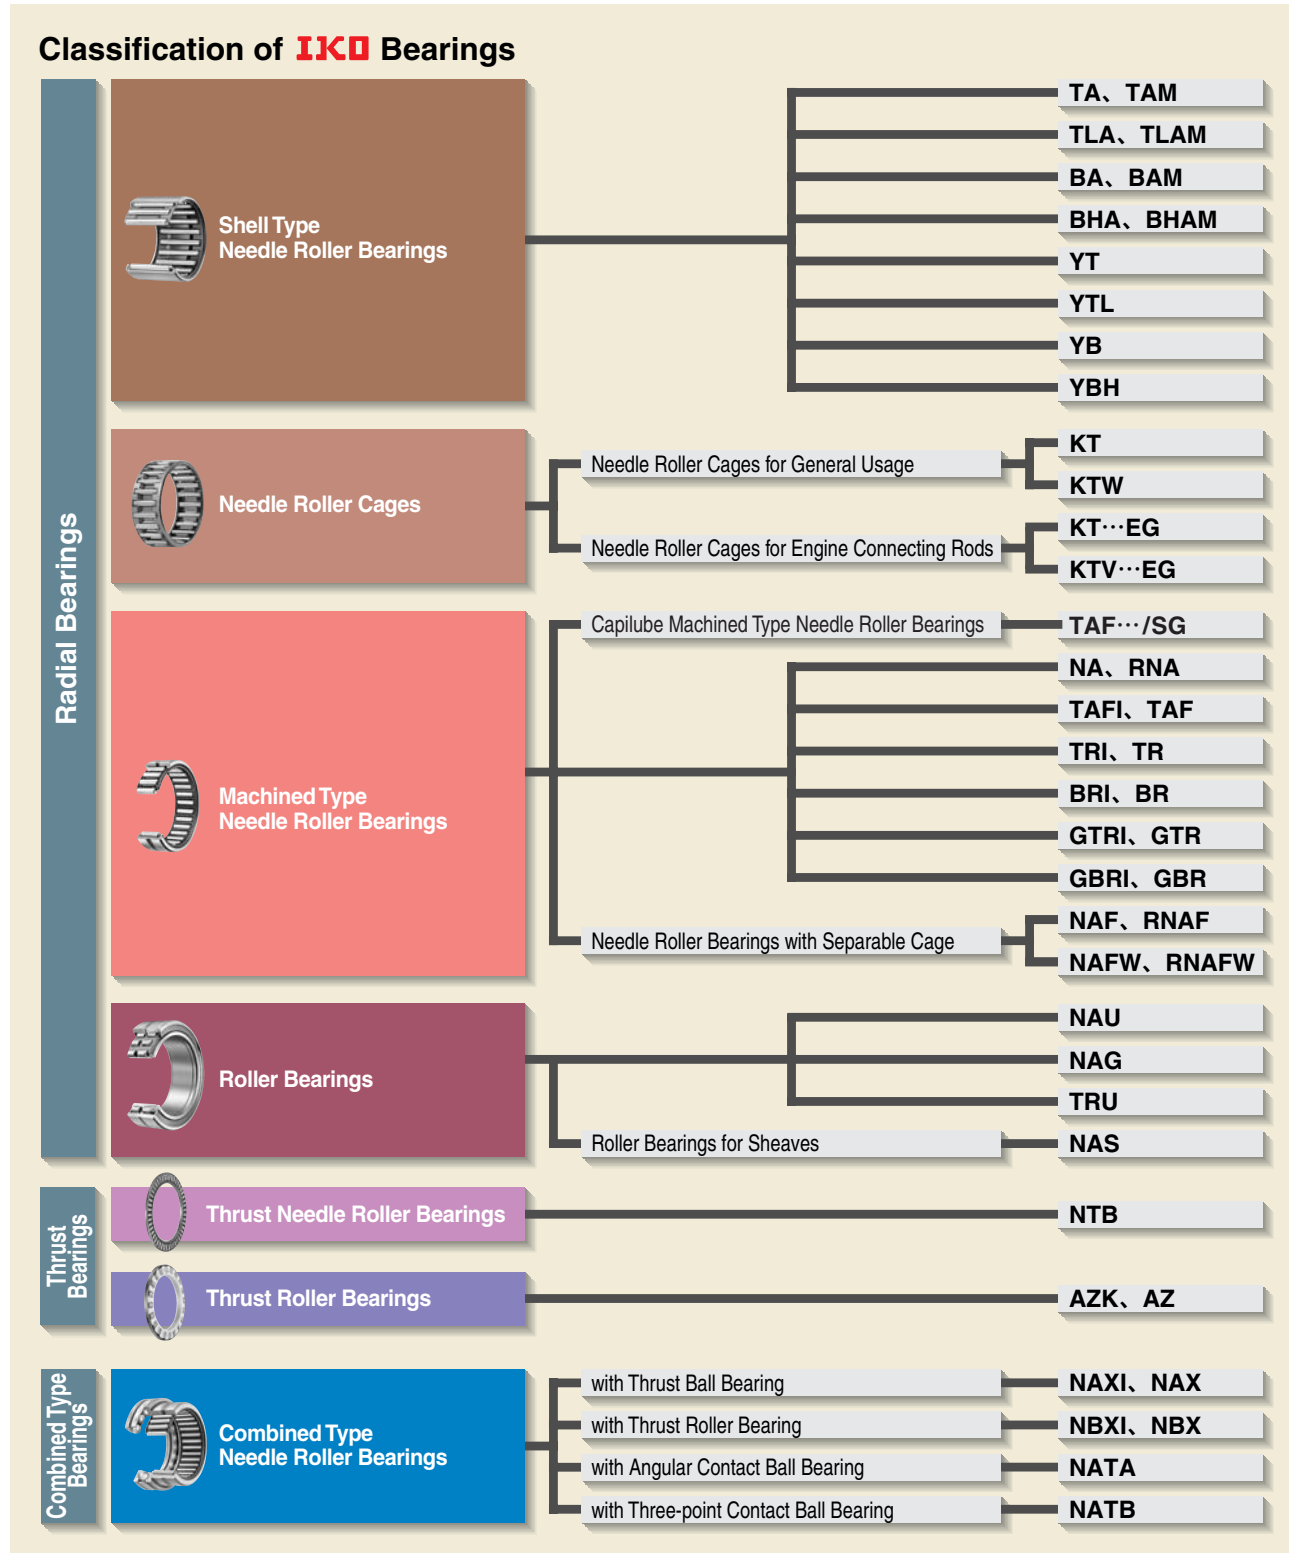 Classification of IKO Bearings
Radial Bearings
Shell Type
Needle Roller Bearings
TA、TAM
TLA、TLAM
BA、BAM
BHA、BHAM
YT
YTL
YB
YBH
Needle Roller Cages
Needle Roller Cages for General Usage
KT
KTW
Needle Roller Cages for Engine Connecting Rods
KT···EG
KTV···EG
Machined Type
Needle Roller Bearings
Capilube Machined Type Needle Roller Bearings
TAF···/SG
NA、RNA
TAFI、TAF
TRI、TR
BRI、BR
GTRI、GTR
GBRI、GBR
Needle Roller Bearings with Separable Cage
NAF、RNAF
NAFW、RNAFW
Roller Bearings
NAU
NAG
TRU
Roller Bearings for Sheaves
NAS
Thrust
Bearings
Thrust Needle Roller Bearings
NTB
Thrust Roller Bearings
AZK、AZ
Combined Type
Bearings
Combined Type
Needle Roller Bearings
with Thrust Ball Bearing
NAXI、NAX
with Thrust Roller Bearing
NBXI、NBX
with Angular Contact Ball Bearing
NATA
with Three-point Contact Ball Bearing
NATB